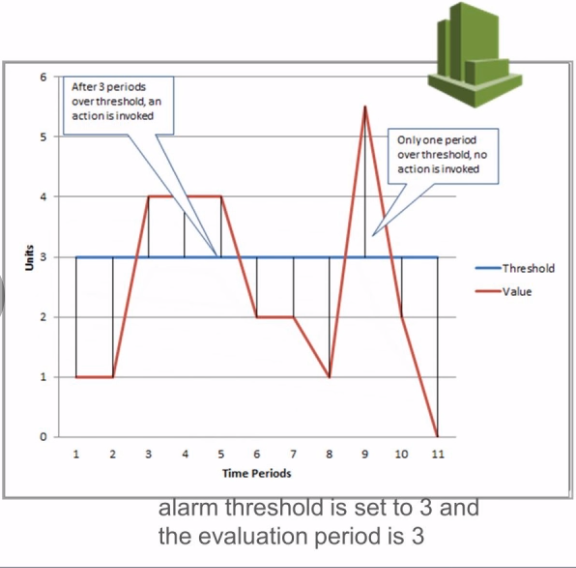 6
After 3 periods
over threshold, an
action is invoked
5
Only one period
over threshold, no
action is invoked
4
Units
3
Threshold
Value
2
1
0
1 2 3 4 5 6 7 8 9 10 11
Time Periods
alarm threshold is set to 3 and
the evaluation period is 3